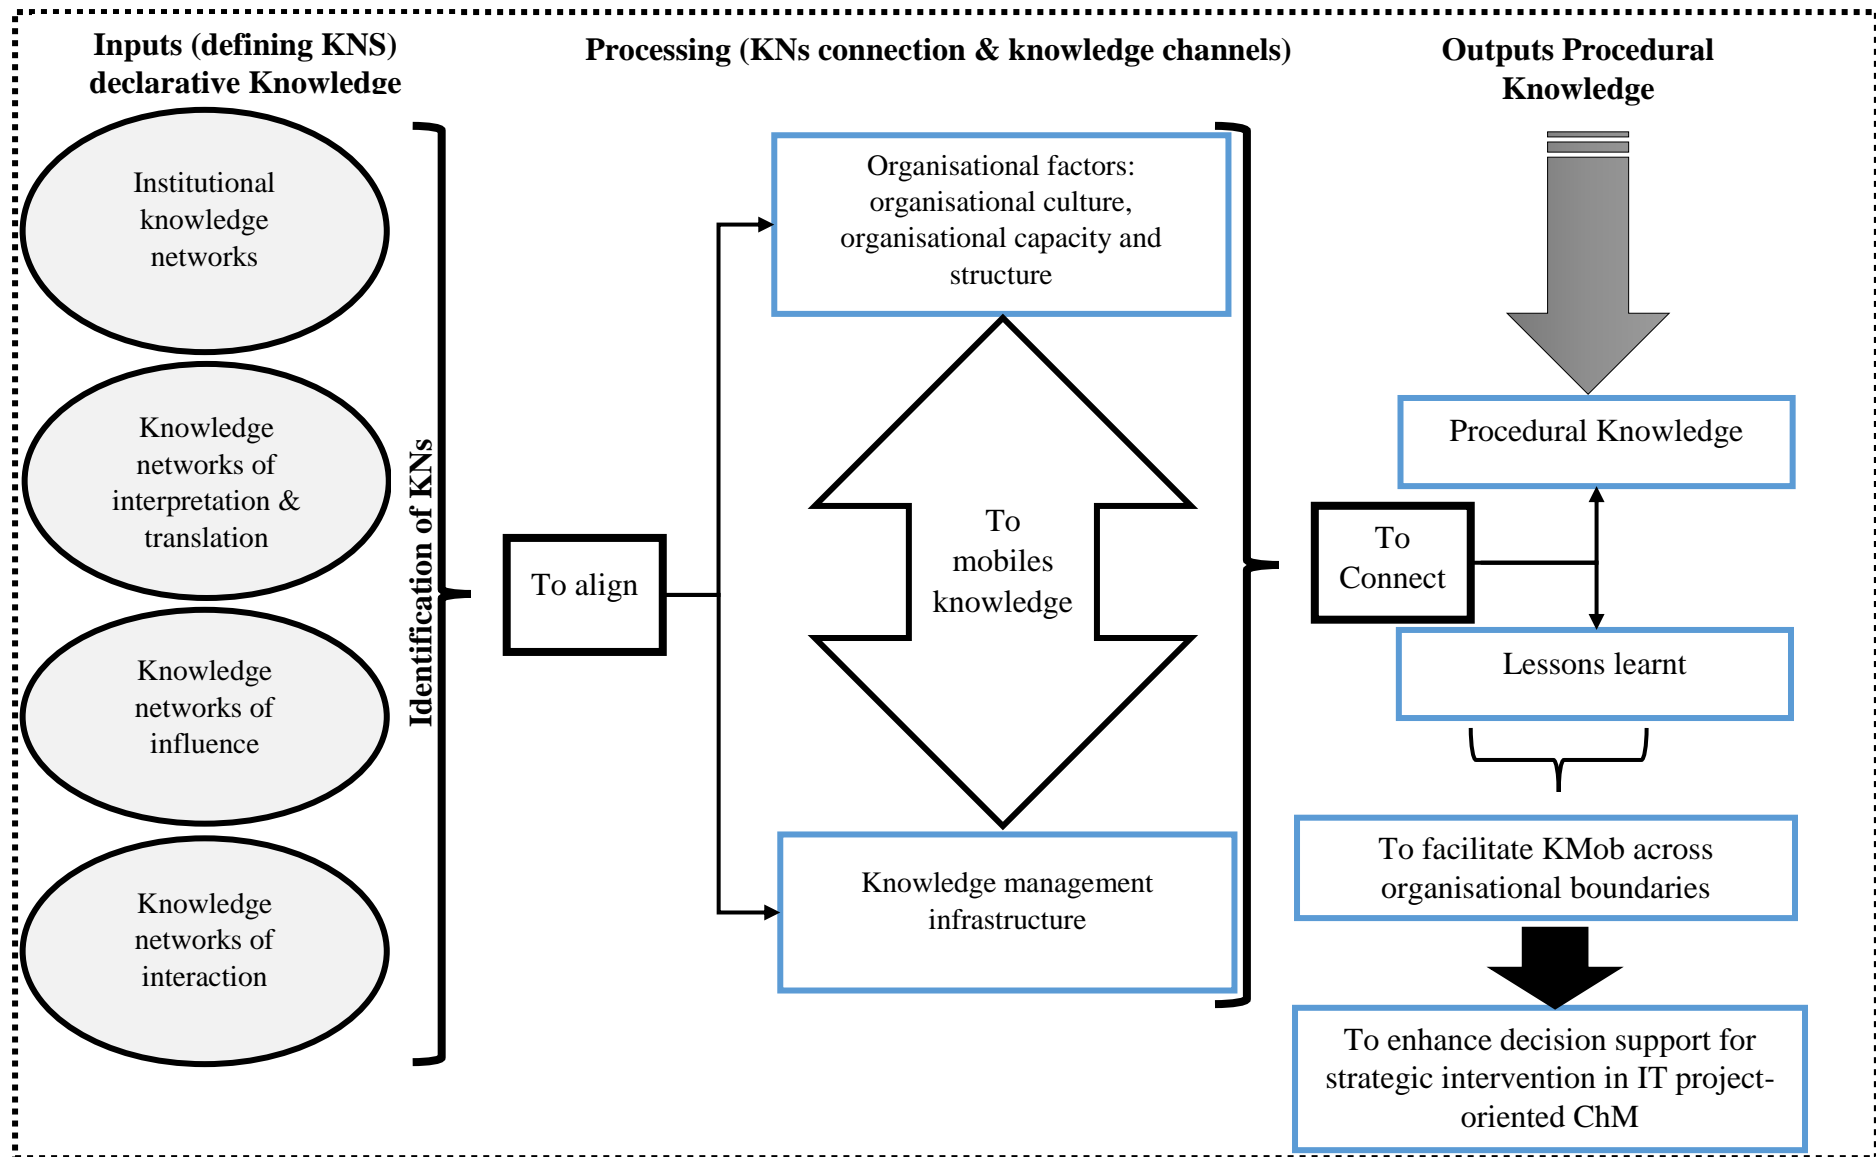 Inputs (defining KNS)
declarative Knowledge
Processing (KNs connection & knowledge channels)
Outputs Procedural
Knowledge
Institutional
knowledge
networks
Knowledge
networks of
interpretation &
translation
Knowledge
networks of
influence
Knowledge
networks of
interaction
Identification of KNs
To align
Organisational factors:
organisational culture,
organisational capacity and
structure
To
mobiles
knowledge
Knowledge management
infrastructure
To
Connect
Procedural Knowledge
Lessons learnt
To facilitate KMob across
organisational boundaries
To enhance decision support for
strategic intervention in IT project-
oriented ChM